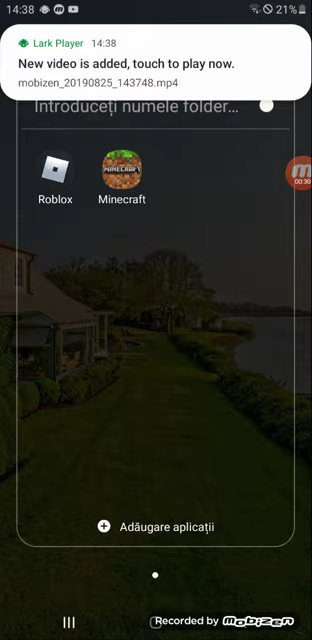 14:38
21%
Lark Player 14:38
New video is added, touch to play now.
mobizen_20190825_143748.mp4
Introduceți numele folder...
00:30
MINECRAFT
Roblox
Minecraft
Adăugare aplicații
Recorded by mobizen